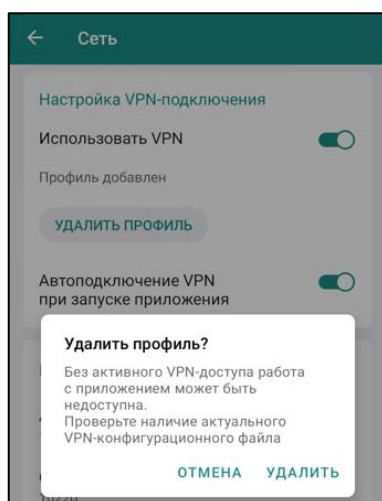 Сеть
Настройка VPN-подключения
Использовать VPN
Профиль добавлен
УДАЛИТЬ ПРОФИЛЬ
Автоподключение VPN
при запуске приложения
Удалить профиль?
Без активного VPN-доступа работа
с приложением может быть
недоступна.
Проверьте наличие актуального
VPN-конфигурационного файла
ОТМЕНА УДАЛИТЬ